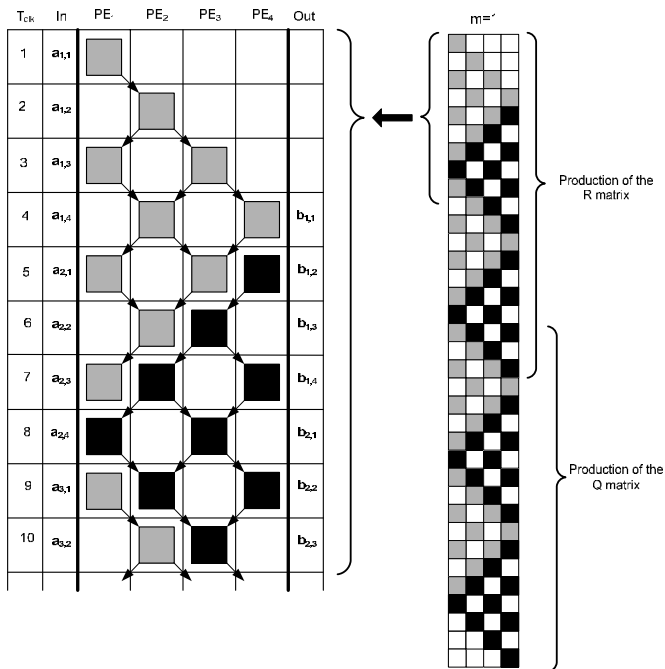 Tclk In PE1 PE2 PE3 PE4 Out
m=1
1 a1,1
2 a1,2
3 a1,3
4 a1,4 b1,1
5 a2,1 b1,2
6 a2,2 b1,3
7 a2,3 b1,4
8 a2,4 b2,1
9 a3,1 b2,2
10 a3,2 b2,3
Production of the
R matrix
Production of the
Q matrix